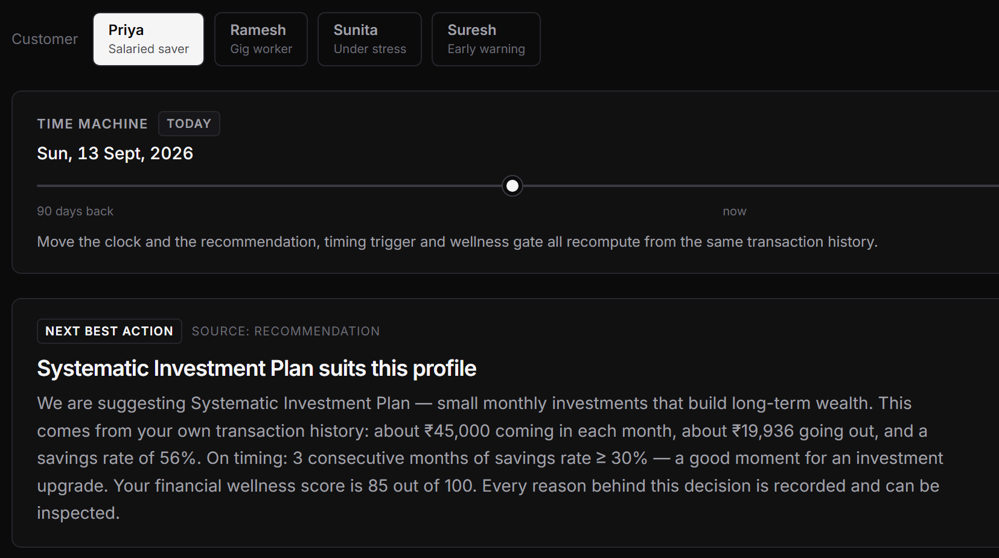 Customer
Priya
Salaried saver
Ramesh
Gig worker
Sunita
Under stress
Suresh
Early warning
TIME MACHINE TODAY
Sun, 13 Sept, 2026
90 days back now
Move the clock and the recommendation, timing trigger and wellness gate all recompute from the same transaction history.
NEXT BEST ACTION SOURCE: RECOMMENDATION
Systematic Investment Plan suits this profile
We are suggesting Systematic Investment Plan — small monthly investments that build long-term wealth. This
comes from your own transaction history: about ₹45,000 coming in each month, about ₹19,936 going out, and a
savings rate of 56%. On timing: 3 consecutive months of savings rate ≥ 30% — a good moment for an investment
upgrade. Your financial wellness score is 85 out of 100. Every reason behind this decision is recorded and can be
inspected.